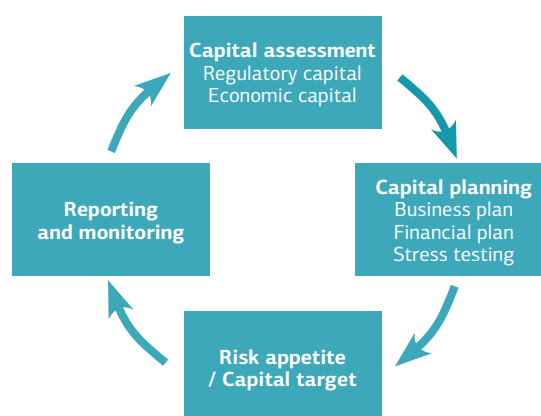 Capital assessment
Regulatory capital
Economic capital
Capital planning
Business plan
Financial plan
Stress testing
Risk appetite
/ Capital target
Reporting
and monitoring